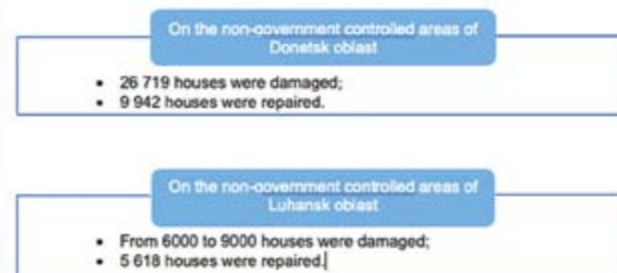 On the non-government controlled areas of
Donetsk oblast
• 26 719 houses were damaged;
• 9 942 houses were repaired.
On the non-government controlled areas of
Luhansk oblast
• From 6000 to 9000 houses were damaged;
• 5 618 houses were repaired.